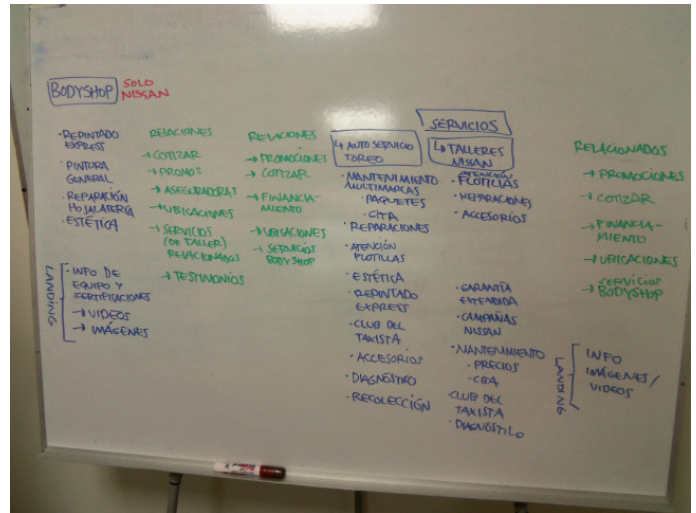 BODYSHOP
SOLO
NISSAN
· REPINTADO
EXPRESS
· PINTURA
GENERAL
· REPARACIÓN
HOJALATERÍA
· ESTÉTICA
LANDING
· INFO DE
EQUIPO Y
CERTIFICACIONES
→ VIDEOS
→ IMÁGENES
RELACIONES
→ COTIZAR
→ PROMOS
→ ASEGURADORAS
→ UBICACIONES
→ SERVICIOS
(DE TALLER)
RELACIONADOS
→ TESTIMONIOS
RELACIONES
→ PROMOCIONES
→ COTIZAR
→ FINANCIA-
MIENTO
→ UBICACIONES
→ SERVICIOS
BODYSHOP
SERVICIOS
↳ AUTO SERVICIO
TOREO
· MANTENIMIENTO
MULTIMARCAS
· PAQUETES
· CITA
· REPARACIONES
· ATENCIÓN
FLOTILLAS
· ESTÉTICA
· REPINTADO
EXPRESS
· CLUB DEL
TAXISTA
· ACCESORIOS
· DIAGNÓSTICO
· RECOLECCIÓN
↳ TALLERES
NISSAN
· ATENCIÓN
FLOTILLAS
· REPARACIONES
· ACCESORIOS
· GARANTÍA
EXTENDIDA
· CAMPAÑAS
NISSAN
· MANTENIMIENTO
· PRECIOS
· CITA
· CLUB DEL
TAXISTA
· DIAGNÓSTICO
RELACIONADOS
→ PROMOCIONES
→ COTIZAR
→ FINANCIA-
MIENTO
→ UBICACIONES
→ SERVICIOS
BODYSHOP
LANDING
INFO
IMÁGENES/
VIDEOS